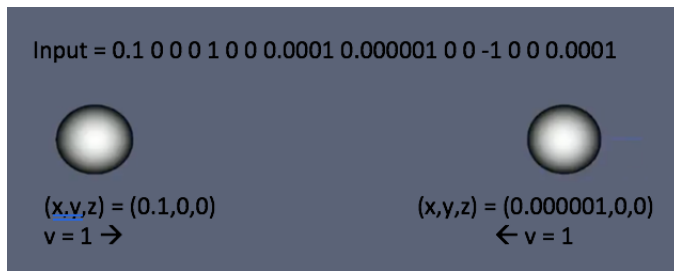 Input = 0.1 0 0 0 1 0 0 0.0001 0.000001 0 0 -1 0 0 0.0001
(x.y,z) = (0.1,0,0)
(x,y,z) = (0.000001,0,0)
v = 1 →
← v = 1